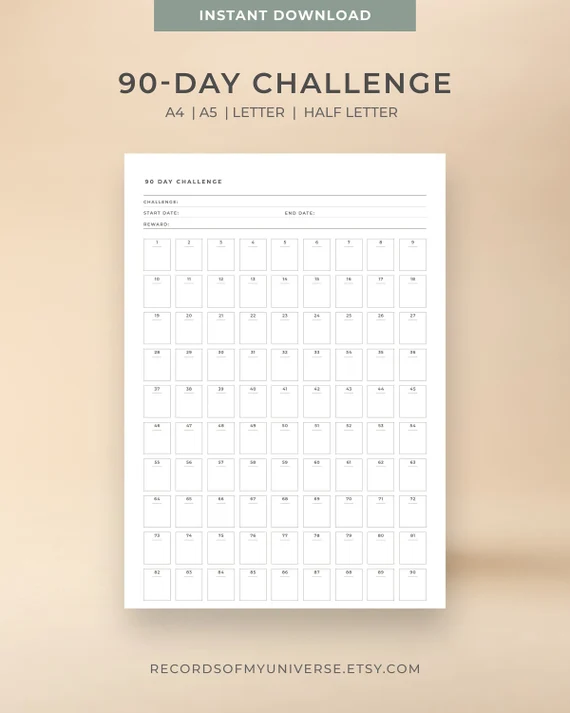 INSTANT DOWNLOAD
90-DAY CHALLENGE
A4 | A5 | LETTER | HALF LETTER
90 DAY CHALLENGE
CHALLENGE:
START DATE: END DATE:
REWARD:
1 2 3 4 5 6 7 8 9
10 11 12 13 14 15 16 17 18
19 20 21 22 23 24 25 26 27
28 29 30 31 32 33 34 35 36
37 38 39 40 41 42 43 44 45
46 47 48 49 50 51 52 53 54
55 56 57 58 59 60 61 62 63
64 65 66 67 68 69 70 71 72
73 74 75 76 77 78 79 80 81
82 83 84 85 86 87 88 89 90
RECORDSOFMYUNIVERSE.ETSY.COM